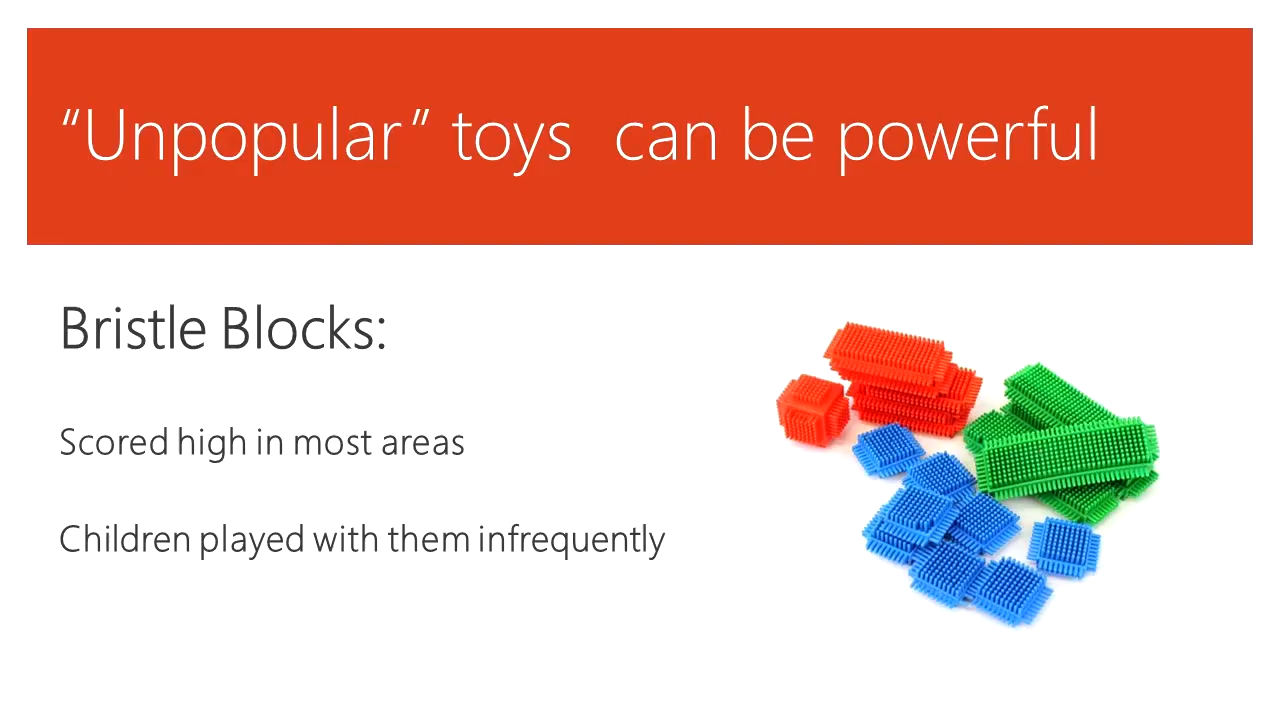 “Unpopular” toys can be powerful
Bristle Blocks:
Scored high in most areas
Children played with them infrequently